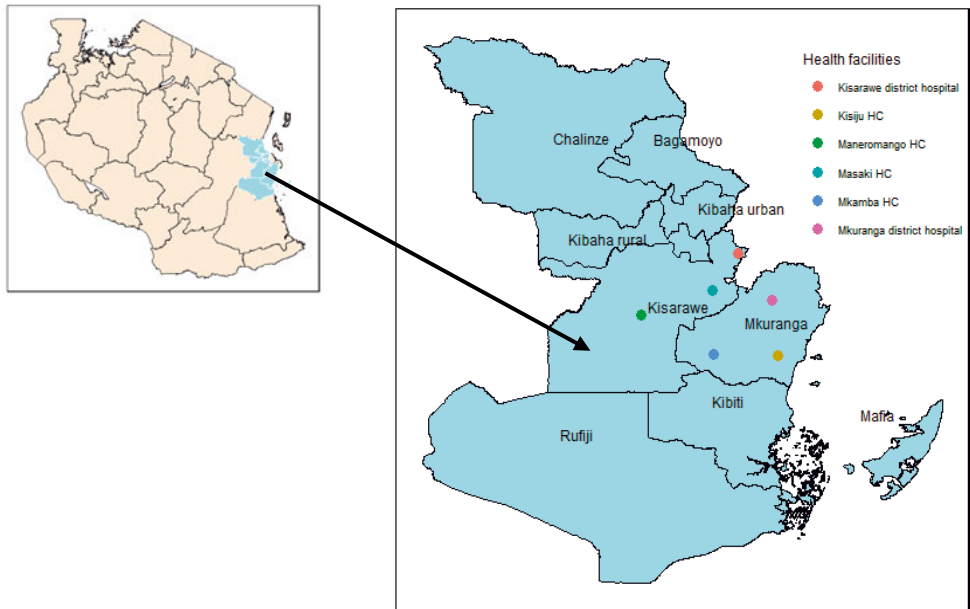 Health facilities
Kisarawe district hospital
Kisiju HC
Maneromango HC
Masaki HC
Mkamba HC
Mkuranga district hospital
Chalinze
Bagamoyo
Kibaha urban
Kibaha rural
Kisarawe
Mkuranga
Kibiti
Mafia
Rufiji